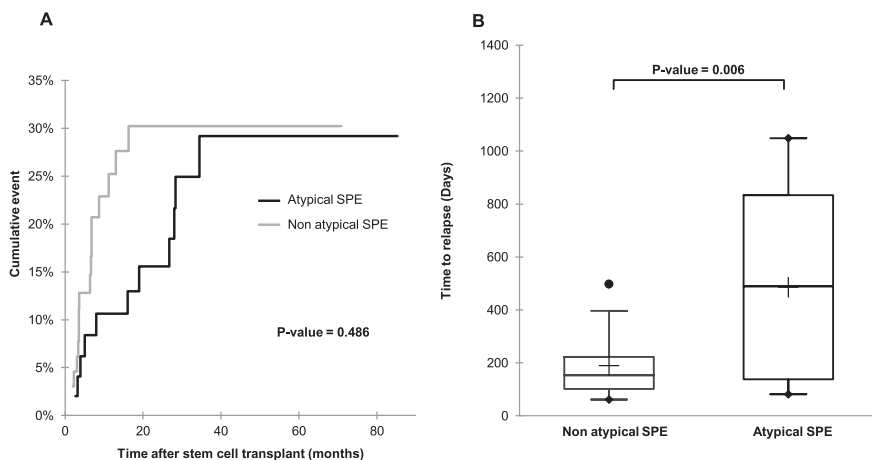 A
35%
30%
25%
20%
15%
10%
5%
0%
Cumulative event
Atypical SPE
Non atypical SPE
P-value = 0.486
0
20
40
60
80
Time after stem cell transplant (months)
B
1400
1200
1000
800
600
400
200
0
Time to relapse (Days)
P-value = 0.006
Non atypical SPE
Atypical SPE